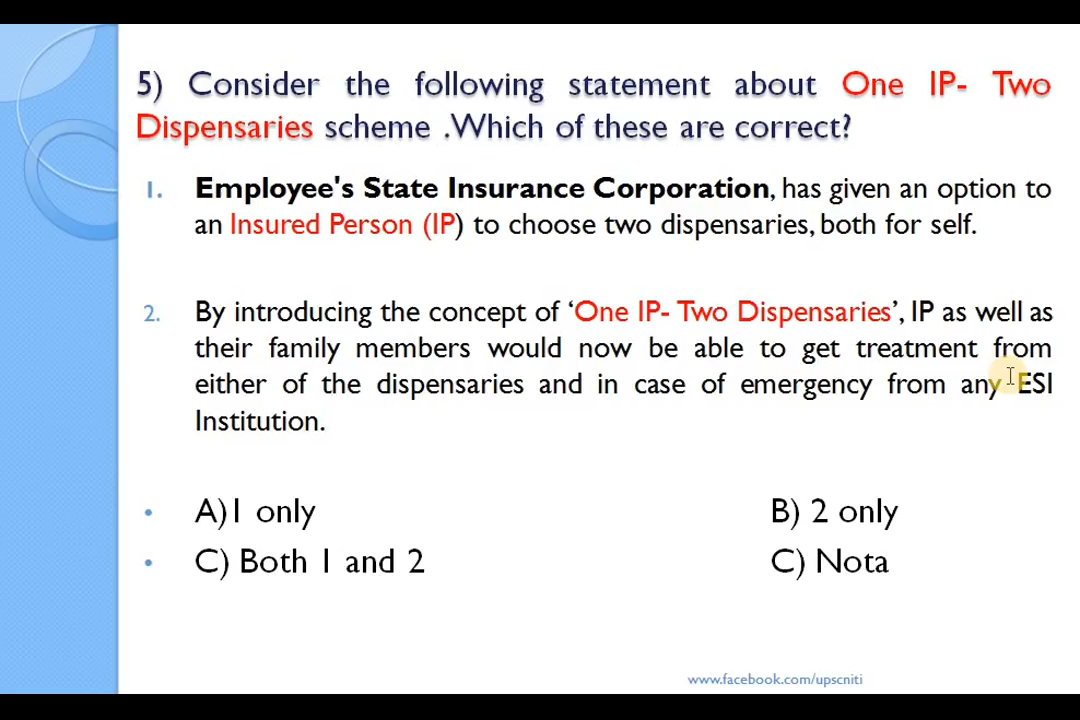 5) Consider the following statement about One IP- Two
Dispensaries scheme .Which of these are correct?
1. Employee's State Insurance Corporation, has given an option to
an Insured Person (IP) to choose two dispensaries, both for self.
2. By introducing the concept of ‘One IP- Two Dispensaries’, IP as well as
their family members would now be able to get treatment from
either of the dispensaries and in case of emergency from any ESI
Institution.
• A)1 only B) 2 only
• C) Both 1 and 2 C) Nota
www.facebook.com/upscniti